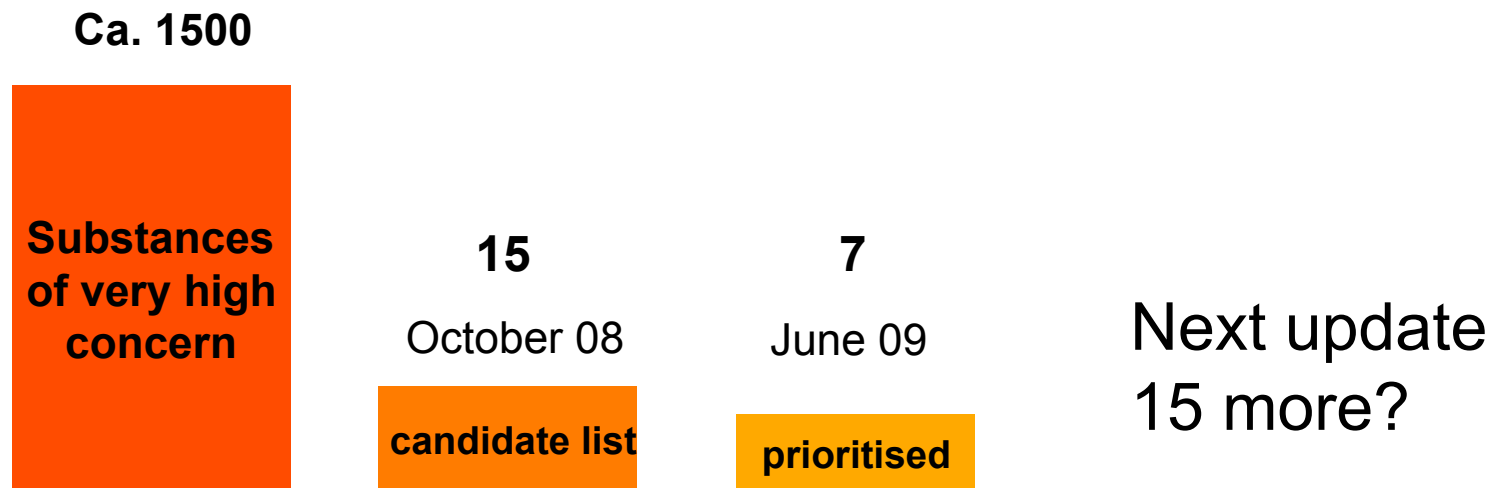 Ca. 1500
Substances
of very high
concern
15
October 08
candidate list
7
June 09
prioritised
Next update
15 more?